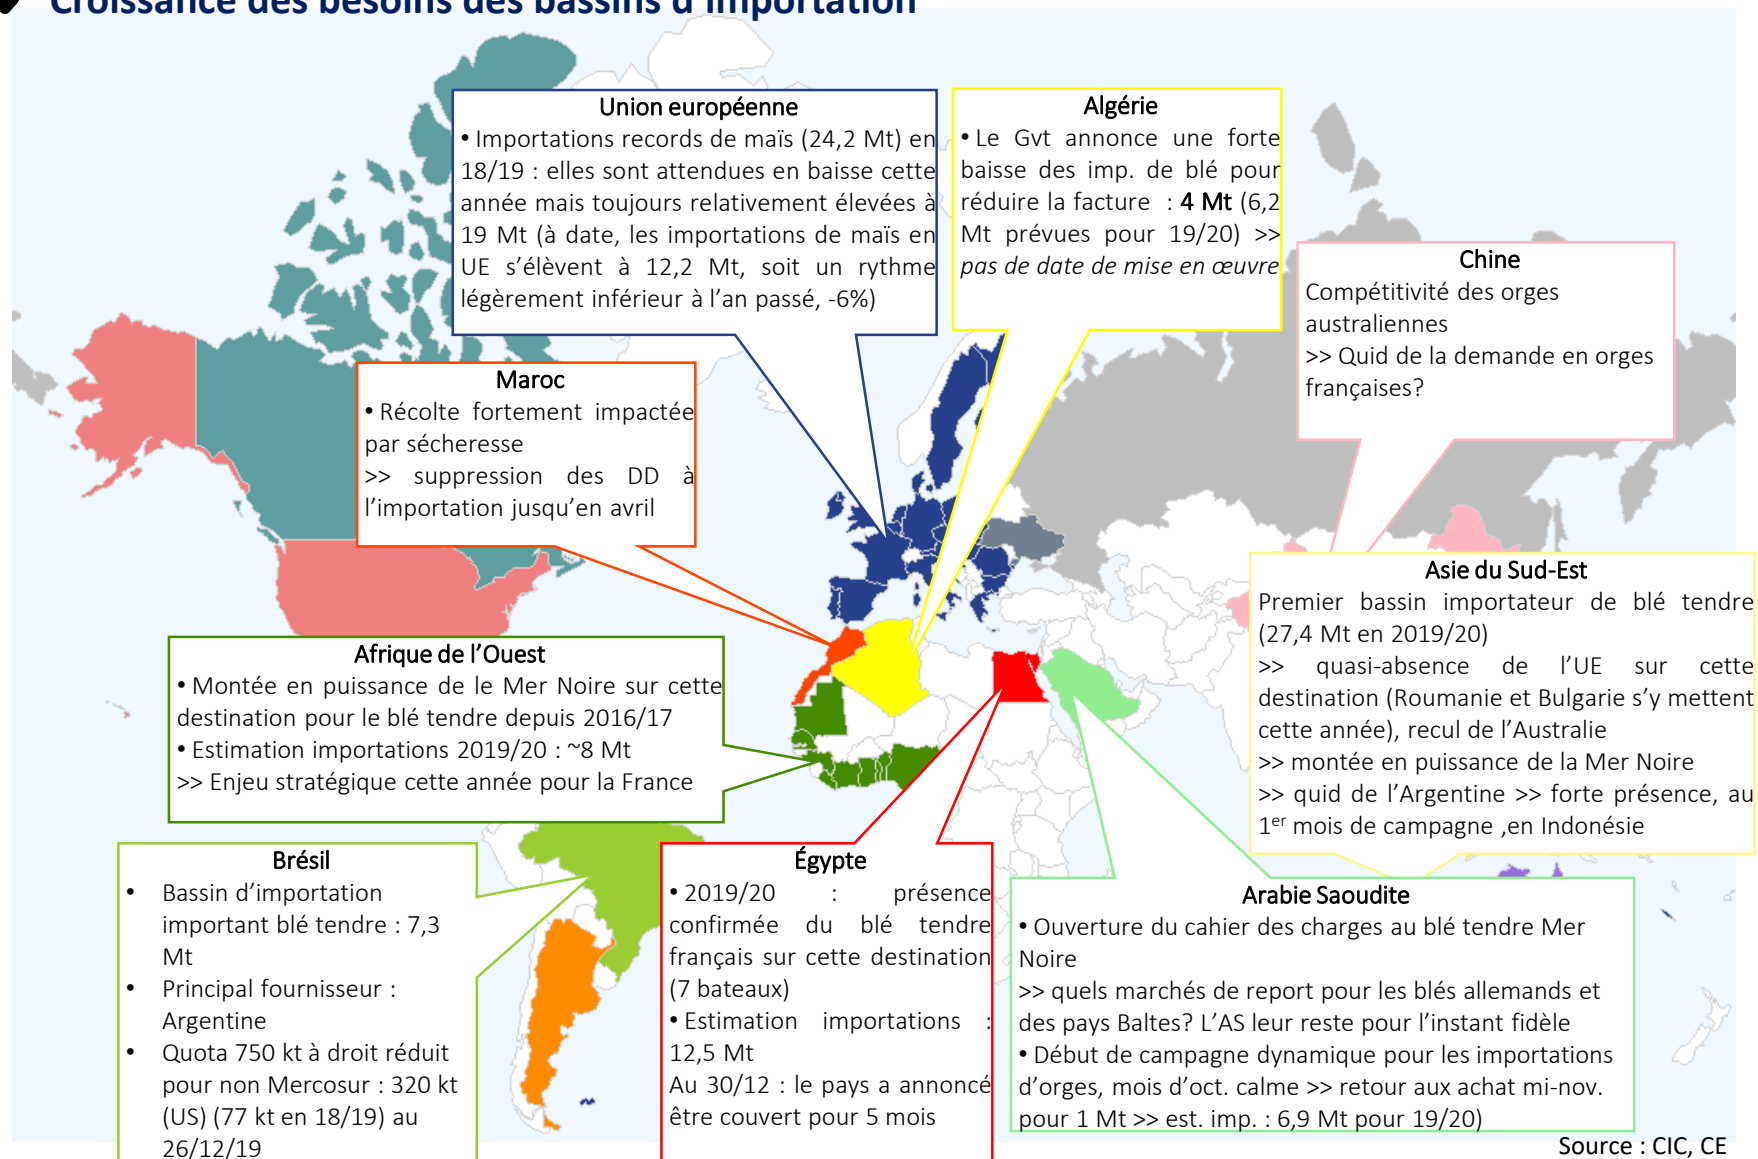 Croissance des besoins des bassins d'importation
Union européenne
• Importations records de maïs (24,2 Mt) en
18/19 : elles sont attendues en baisse cette
année mais toujours relativement élevées à
19 Mt (à date, les importations de maïs en
UE s’élèvent à 12,2 Mt, soit un rythme
légèrement inférieur à l’an passé, -6%)
Algérie
• Le Gvt annonce une forte
baisse des imp. de blé pour
réduire la facture : 4 Mt (6,2
Mt prévues pour 19/20) >>
pas de date de mise en œuvre
Chine
Compétitivité des orges
australiennes
>> Quid de la demande en orges
françaises?
Maroc
• Récolte fortement impactée
par sécheresse
>> suppression des DD à
l’importation jusqu’en avril
Asie du Sud-Est
Premier bassin importateur de blé tendre
(27,4 Mt en 2019/20)
>> quasi-absence de l’UE sur cette
destination (Roumanie et Bulgarie s’y mettent
cette année), recul de l’Australie
>> montée en puissance de la Mer Noire
>> quid de l’Argentine >> forte présence, au
1er mois de campagne ,en Indonésie
Afrique de l’Ouest
• Montée en puissance de le Mer Noire sur cette
destination pour le blé tendre depuis 2016/17
• Estimation importations 2019/20 : ~8 Mt
>> Enjeu stratégique cette année pour la France
Brésil
• Bassin d’importation
important blé tendre : 7,3
Mt
• Principal fournisseur :
Argentine
• Quota 750 kt à droit réduit
pour non Mercosur : 320 kt
(US) (77 kt en 18/19) au
26/12/19
Égypte
• 2019/20 : présence
confirmée du blé tendre
français sur cette destination
(7 bateaux)
• Estimation importations :
12,5 Mt
Au 30/12 : le pays a annoncé
être couvert pour 5 mois
Arabie Saoudite
• Ouverture du cahier des charges au blé tendre Mer
Noire
>> quels marchés de report pour les blés allemands et
des pays Baltes? L’AS leur reste pour l’instant fidèle
• Début de campagne dynamique pour les importations
d’orges, mois d’oct. calme >> retour aux achat mi-nov.
pour 1 Mt >> est. imp. : 6,9 Mt pour 19/20)
Source : CIC, CE